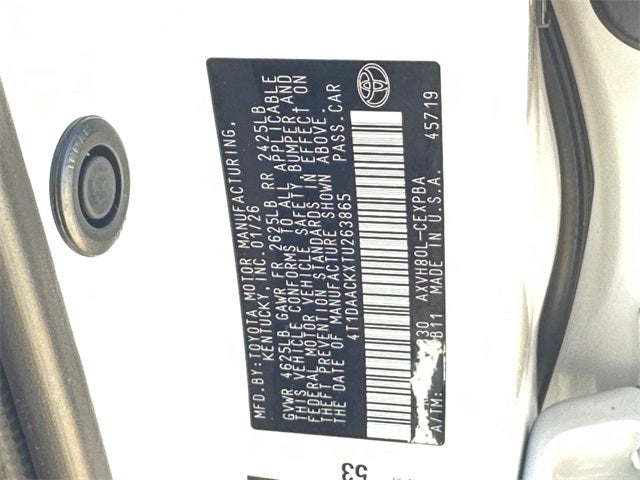 MFD.BY:TOYOTA MOTOR MANUFACTURING,
KENTUCKY,INC. 01/26
GVWR 4625LB GAWR FR 2625LB RR 2425LB
THIS VEHICLE CONFORMS TO ALL APPLICABLE
FEDERAL MOTOR VEHICLE SAFETY, BUMPER AND
THEFT PREVENTION STANDARDS IN EFFECT ON
THE DATE OF MANUFACTURE SHOWN ABOVE.
4T1DAACKXTU263865 PASS.CAR
30 AXVH80L-CEXPBA
A/TM: B11 MADE IN U.S.A. 45719
53